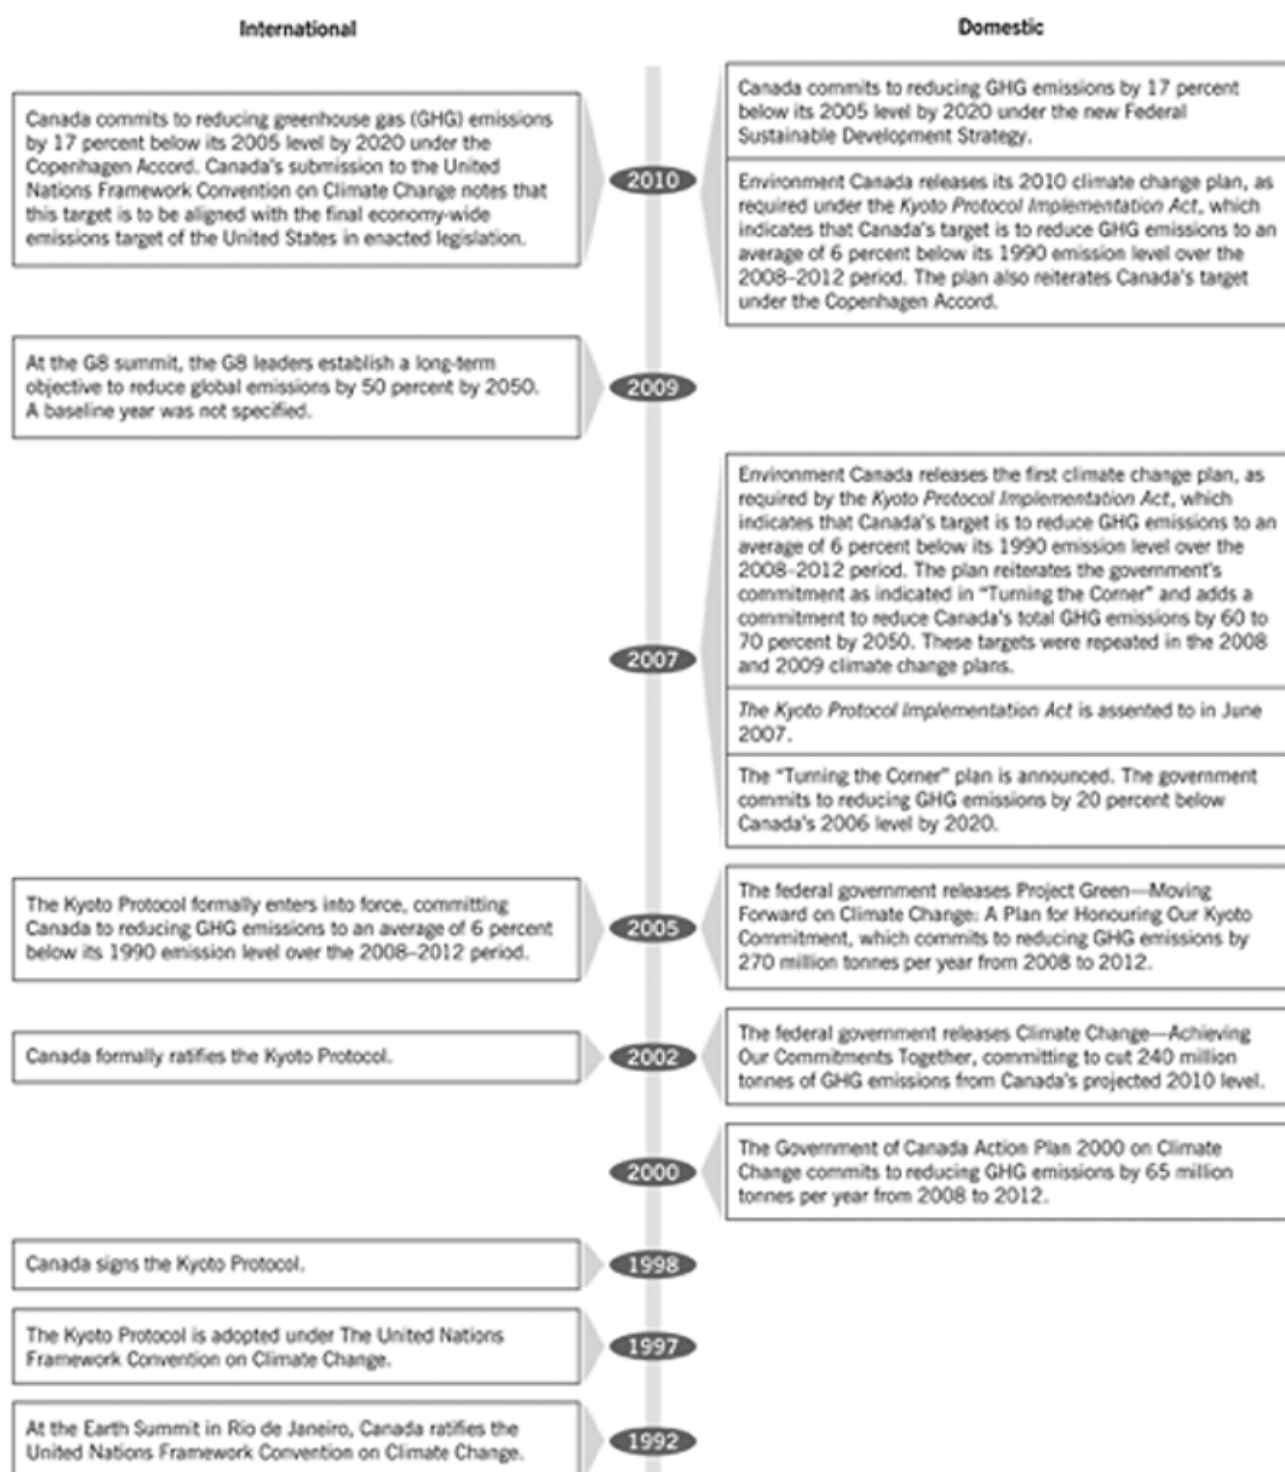 International
Domestic
Canada commits to reducing greenhouse gas (GHG) emissions
by 17 percent below its 2005 level by 2020 under the
Copenhagen Accord. Canada's submission to the United
Nations Framework Convention on Climate Change notes that
this target is to be aligned with the final economy-wide
emissions target of the United States in enacted legislation.
2010
Canada commits to reducing GHG emissions by 17 percent
below its 2005 level by 2020 under the new Federal
Sustainable Development Strategy.
Environment Canada releases its 2010 climate change plan, as
required under the Kyoto Protocol Implementation Act, which
indicates that Canada's target is to reduce GHG emissions to an
average of 6 percent below its 1990 emission level over the
2008–2012 period. The plan also reiterates Canada's target
under the Copenhagen Accord.
At the G8 summit, the G8 leaders establish a long-term
objective to reduce global emissions by 50 percent by 2050.
A baseline year was not specified.
2009
Environment Canada releases the first climate change plan, as
required by the Kyoto Protocol Implementation Act, which
indicates that Canada's target is to reduce GHG emissions to an
average of 6 percent below its 1990 emission level over the
2008–2012 period. The plan reiterates the government's
commitment as indicated in “Turning the Corner” and adds a
commitment to reduce Canada's total GHG emissions by 60 to
70 percent by 2050. These targets were repeated in the 2008
and 2009 climate change plans.
2007
The Kyoto Protocol Implementation Act is assented to in June
2007.
The “Turning the Corner” plan is announced. The government
commits to reducing GHG emissions by 20 percent below
Canada's 2006 level by 2020.
The Kyoto Protocol formally enters into force, committing
Canada to reducing GHG emissions to an average of 6 percent
below its 1990 emission level over the 2008–2012 period.
2005
The federal government releases Project Green—Moving
Forward on Climate Change: A Plan for Honouring Our Kyoto
Commitment, which commits to reducing GHG emissions by
270 million tonnes per year from 2008 to 2012.
Canada formally ratifies the Kyoto Protocol.
2002
The federal government releases Climate Change—Achieving
Our Commitments Together, committing to cut 240 million
tonnes of GHG emissions from Canada's projected 2010 level.
2000
The Government of Canada Action Plan 2000 on Climate
Change commits to reducing GHG emissions by 65 million
tonnes per year from 2008 to 2012.
Canada signs the Kyoto Protocol.
1998
The Kyoto Protocol is adopted under The United Nations
Framework Convention on Climate Change.
1997
At the Earth Summit in Rio de Janeiro, Canada ratifies the
United Nations Framework Convention on Climate Change.
1992